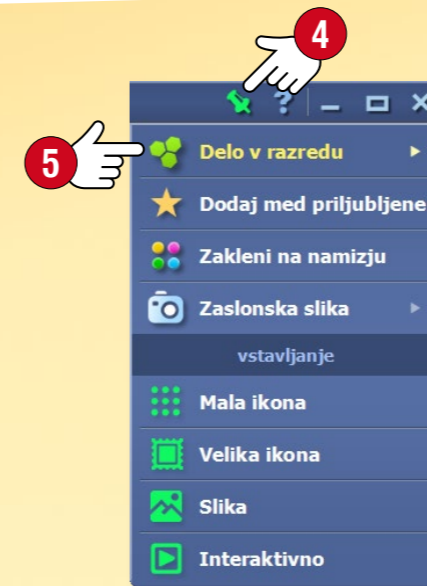 4
?
5
Delo v razredu
Dodaj med priljubljene
Zakleni na namizju
Zaslonska slika
vstavljanje
Mala ikona
Velika ikona
Slika
Interaktivno